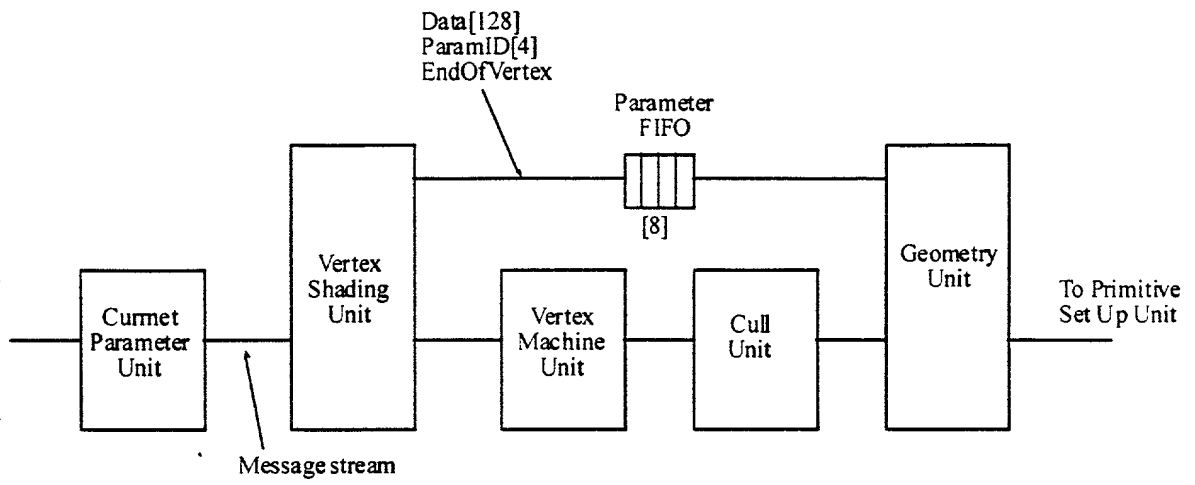 Data[128]
ParamID[4]
EndOfVertex
Parameter
FIFO
[8]
Vertex
Shading
Unit
Geometry
Unit
Currnet
Parameter
Unit
Vertex
Machine
Unit
Cull
Unit
To Primitive
Set Up Unit
Message stream